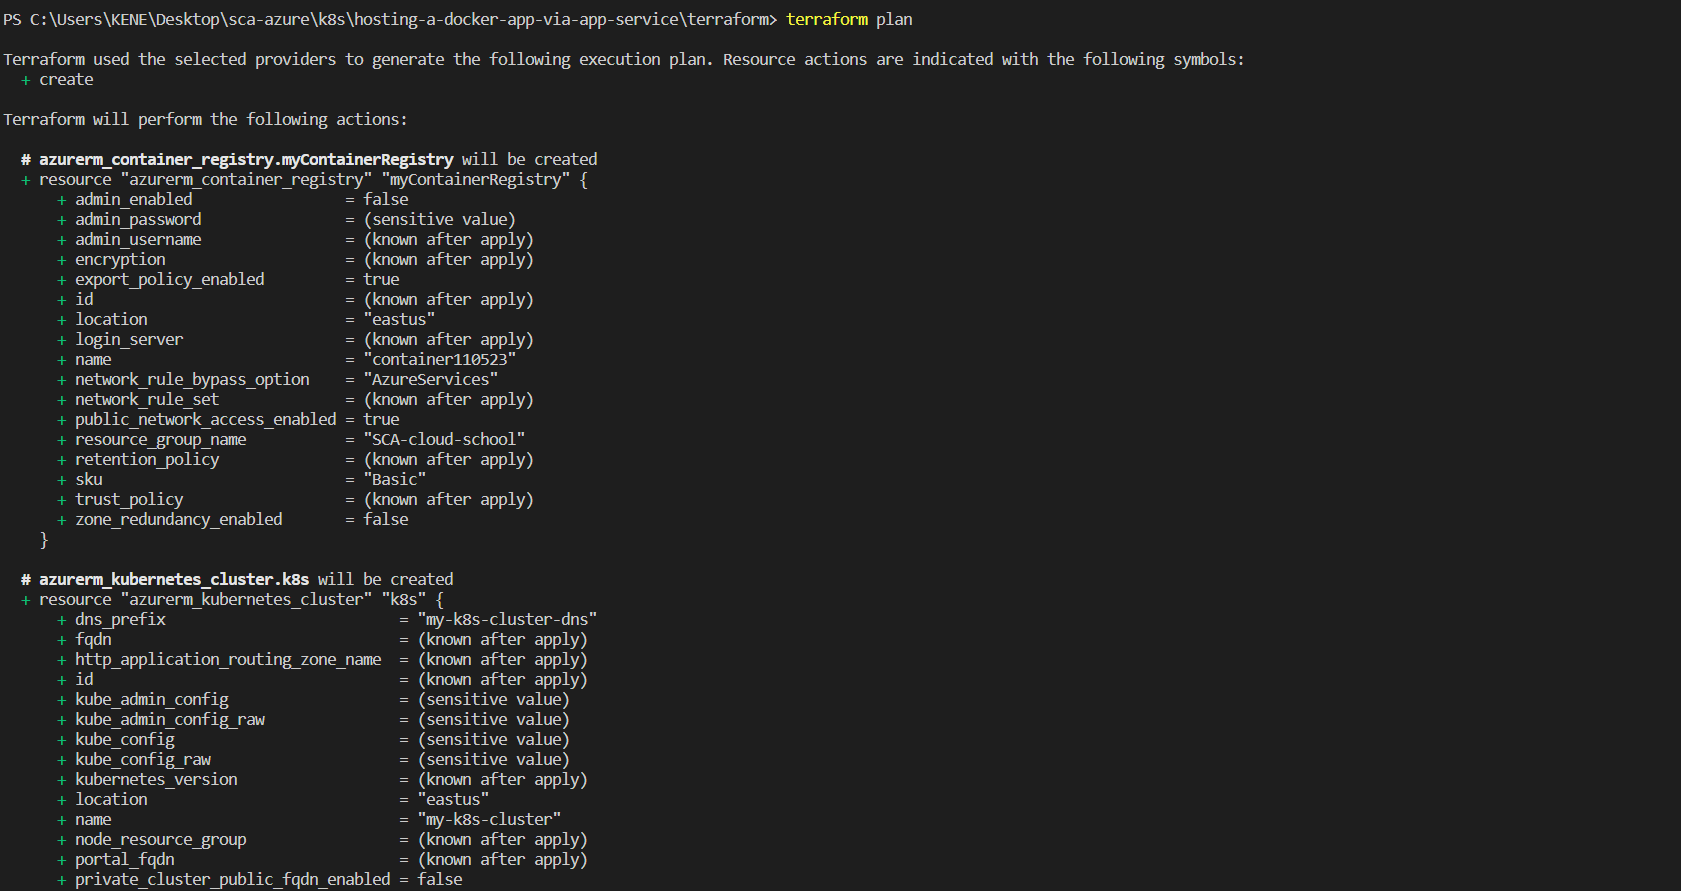 PS C:\Users\KENE\Desktop\sca-azure\k8s\hosting-a-docker-app-via-app-service\terraform> terraform plan
Terraform used the selected providers to generate the following execution plan. Resource actions are indicated with the following symbols:
  + create
Terraform will perform the following actions:
  # azurerm_container_registry.myContainerRegistry will be created
  + resource "azurerm_container_registry" "myContainerRegistry" {
      + admin_enabled                 = false
      + admin_password                = (sensitive value)
      + admin_username                = (known after apply)
      + encryption                    = (known after apply)
      + export_policy_enabled         = true
      + id                            = (known after apply)
      + location                      = "eastus"
      + login_server                  = (known after apply)
      + name                          = "container110523"
      + network_rule_bypass_option    = "AzureServices"
      + network_rule_set              = (known after apply)
      + public_network_access_enabled = true
      + resource_group_name           = "SCA-cloud-school"
      + retention_policy              = (known after apply)
      + sku                           = "Basic"
      + trust_policy                  = (known after apply)
      + zone_redundancy_enabled       = false
    }
  # azurerm_kubernetes_cluster.k8s will be created
  + resource "azurerm_kubernetes_cluster" "k8s" {
      + dns_prefix                          = "my-k8s-cluster-dns"
      + fqdn                                = (known after apply)
      + http_application_routing_zone_name  = (known after apply)
      + id                                  = (known after apply)
      + kube_admin_config                   = (sensitive value)
      + kube_admin_config_raw               = (sensitive value)
      + kube_config                         = (sensitive value)
      + kube_config_raw                     = (sensitive value)
      + kubernetes_version                  = (known after apply)
      + location                            = "eastus"
      + name                                = "my-k8s-cluster"
      + node_resource_group                 = (known after apply)
      + portal_fqdn                         = (known after apply)
      + private_cluster_public_fqdn_enabled = false